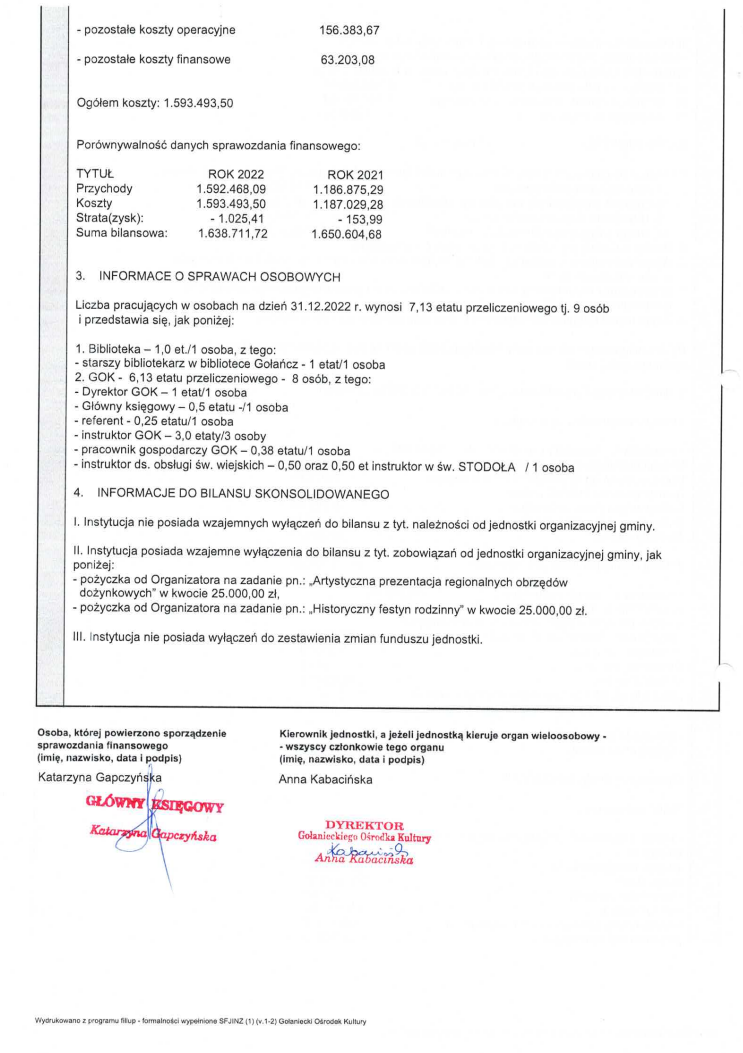 - pozostałe koszty operacyjne 156.383,67
- pozostałe koszty finansowe 63.203,08
Ogółem koszty: 1.593.493,50
Porównywalność danych sprawozdania finansowego:
TYTUŁ ROK 2022 ROK 2021
Przychody 1.592.468,09 1.186.875,29
Koszty 1.593.493,50 1.187.029,28
Strata(zysk): - 1.025,41 - 153,99
Suma bilansowa: 1.638.711,72 1.650.604,68
3. INFORMACE O SPRAWACH OSOBOWYCH
Liczba pracujących w osobach na dzień 31.12.2022 r. wynosi 7,13 etatu przeliczeniowego tj. 9 osób
i przedstawia się, jak poniżej:
1. Biblioteka – 1,0 et./1 osoba, z tego:
- starszy bibliotekarz w bibliotece Gołańcz - 1 etat/1 osoba
2. GOK - 6,13 etatu przeliczeniowego - 8 osób, z tego:
- Dyrektor GOK – 1 etat/1 osoba
- Główny księgowy – 0,5 etatu -/1 osoba
- referent - 0,25 etatu/1 osoba
- instruktor GOK – 3,0 etaty/3 osoby
- pracownik gospodarczy GOK – 0,38 etatu/1 osoba
- instruktor ds. obsługi św. wiejskich – 0,50 oraz 0,50 et instruktor w św. STODOŁA / 1 osoba
4. INFORMACJE DO BILANSU SKONSOLIDOWANEGO
I. Instytucja nie posiada wzajemnych wyłączeń do bilansu z tyt. należności od jednostki organizacyjnej gminy.
II. Instytucja posiada wzajemne wyłączenia do bilansu z tyt. zobowiązań od jednostki organizacyjnej gminy, jak
poniżej:
- pożyczka od Organizatora na zadanie pn.: „Artystyczna prezentacja regionalnych obrzędów
dożynkowych” w kwocie 25.000,00 zł,
- pożyczka od Organizatora na zadanie pn.: „Historyczny festyn rodzinny” w kwocie 25.000,00 zł.
III. Instytucja nie posiada wyłączeń do zestawienia zmian funduszu jednostki.
Osoba, której powierzono sporządzenie
sprawozdania finansowego
(imię, nazwisko, data i podpis)
Katarzyna Gapczyńska
GŁÓWNY KSIĘGOWY
Katarzyna Gapczyńska
Kierownik jednostki, a jeżeli jednostką kieruje organ wieloosobowy -
- wszyscy członkowie tego organu
(imię, nazwisko, data i podpis)
Anna Kabacińska
DYREKTOR
Gołanieckiego Ośrodka Kultury
Anna Kabacińska
Wydrukowano z programu fillup - formalności wypełnione SFJINZ (1) (v.1-2) Gołaniecki Ośrodek Kultury